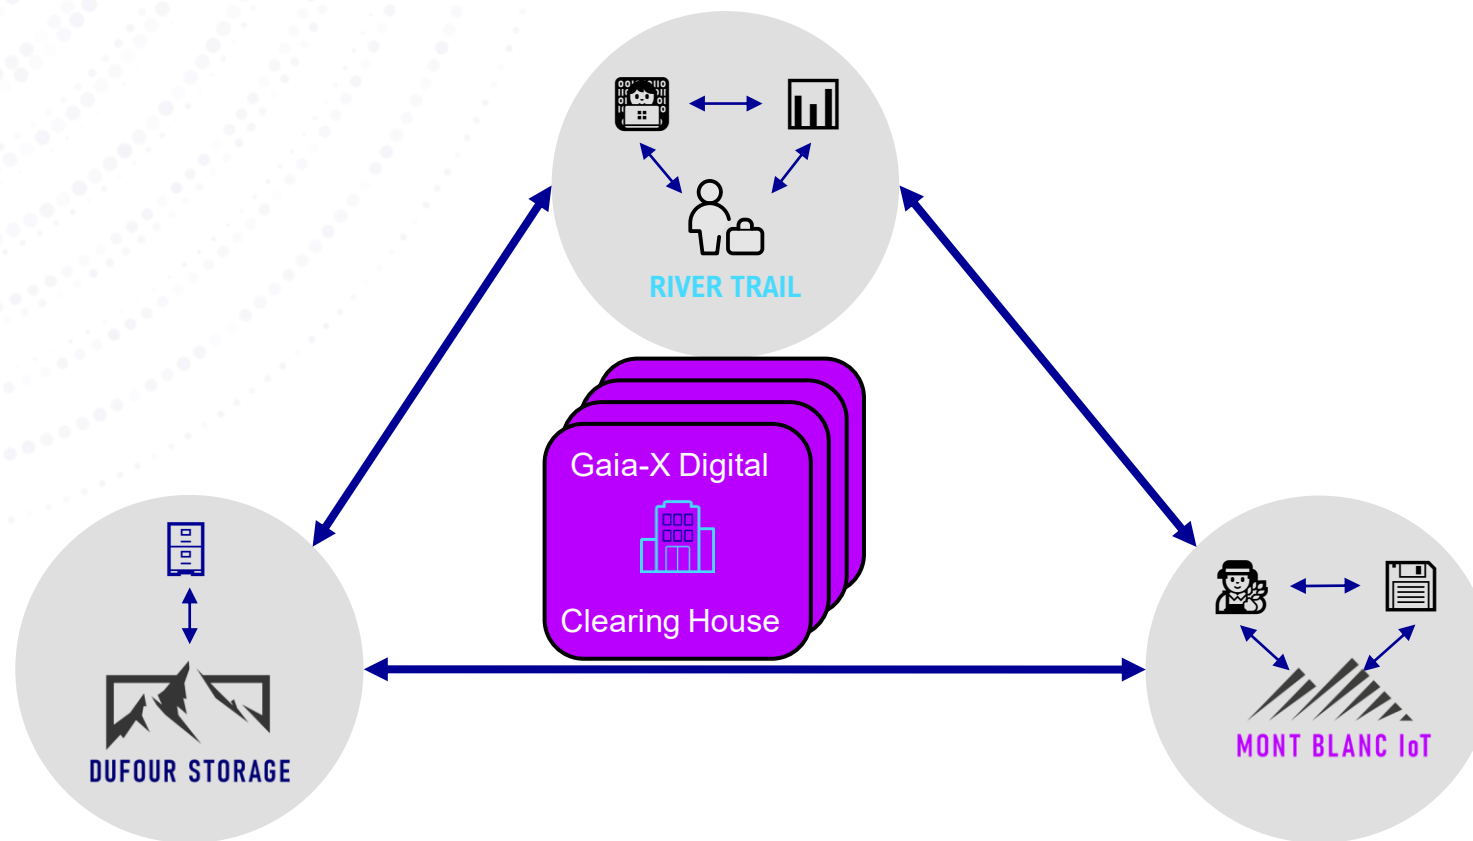 RIVER TRAIL
Gaia-X Digital
Clearing House
DUFOUR STORAGE
MONT BLANC IoT